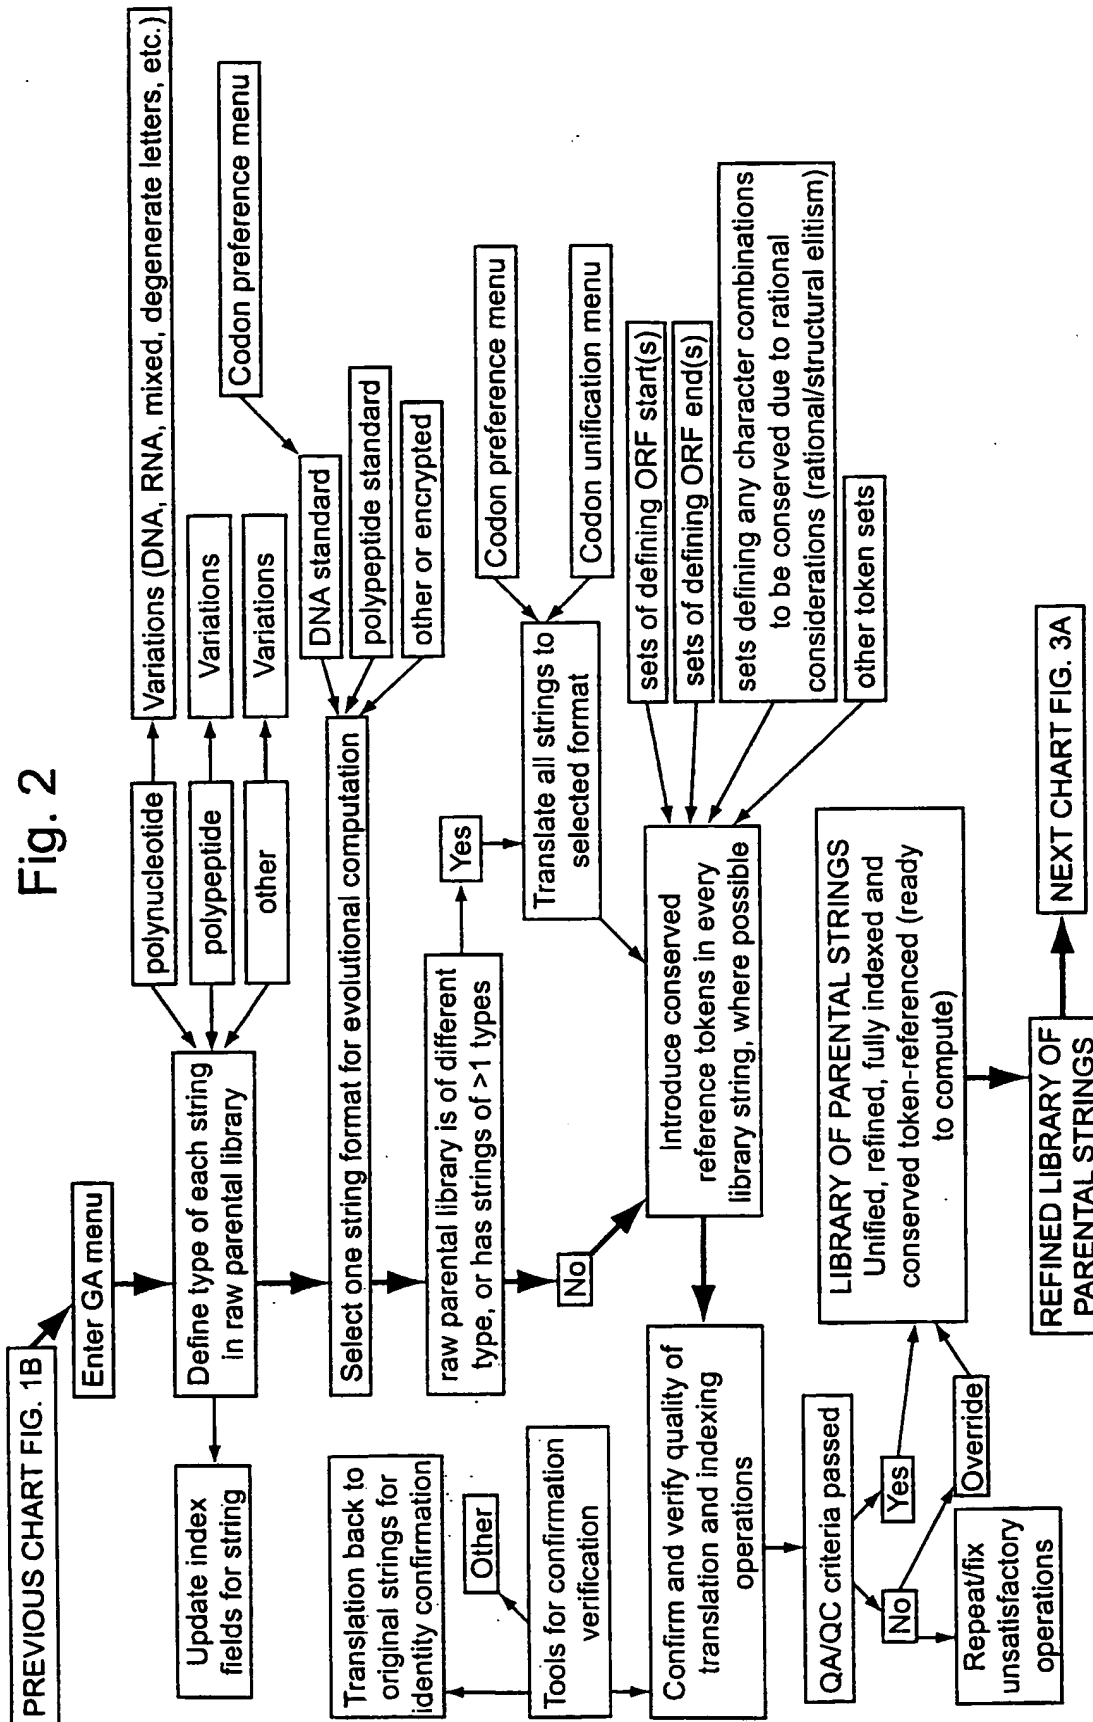 Fig. 2
PREVIOUS CHART FIG. 1B
Enter GA menu
Define type of each string
in raw parental library
Update index
fields for string
polynucleotide
polypeptide
other
Variations (DNA, RNA, mixed, degenerate letters, etc.)
Variations
Variations
Select one string format for evolutional computation
DNA standard
polypeptide standard
other or encrypted
Codon preference menu
raw parental library is of different
type, or has strings of >1 types
Yes
No
Translate all strings to
selected format
Codon preference menu
Codon unification menu
Introduce conserved
reference tokens in every
library string, where possible
sets of defining ORF start(s)
sets of defining ORF end(s)
sets defining any character combinations
to be conserved due to rational
considerations (rational/structural elitism)
other token sets
Confirm and verify quality of
translation and indexing
operations
Tools for confirmation
verification
Other
Translation back to
original strings for
identity confirmation
QA/QC criteria passed
Yes
No
Override
Repeat/fix
unsatisfactory
operations
LIBRARY OF PARENTAL STRINGS
Unified, refined, fully indexed and
conserved token-referenced (ready
to compute)
REFINED LIBRARY OF
PARENTAL STRINGS
NEXT CHART FIG. 3A